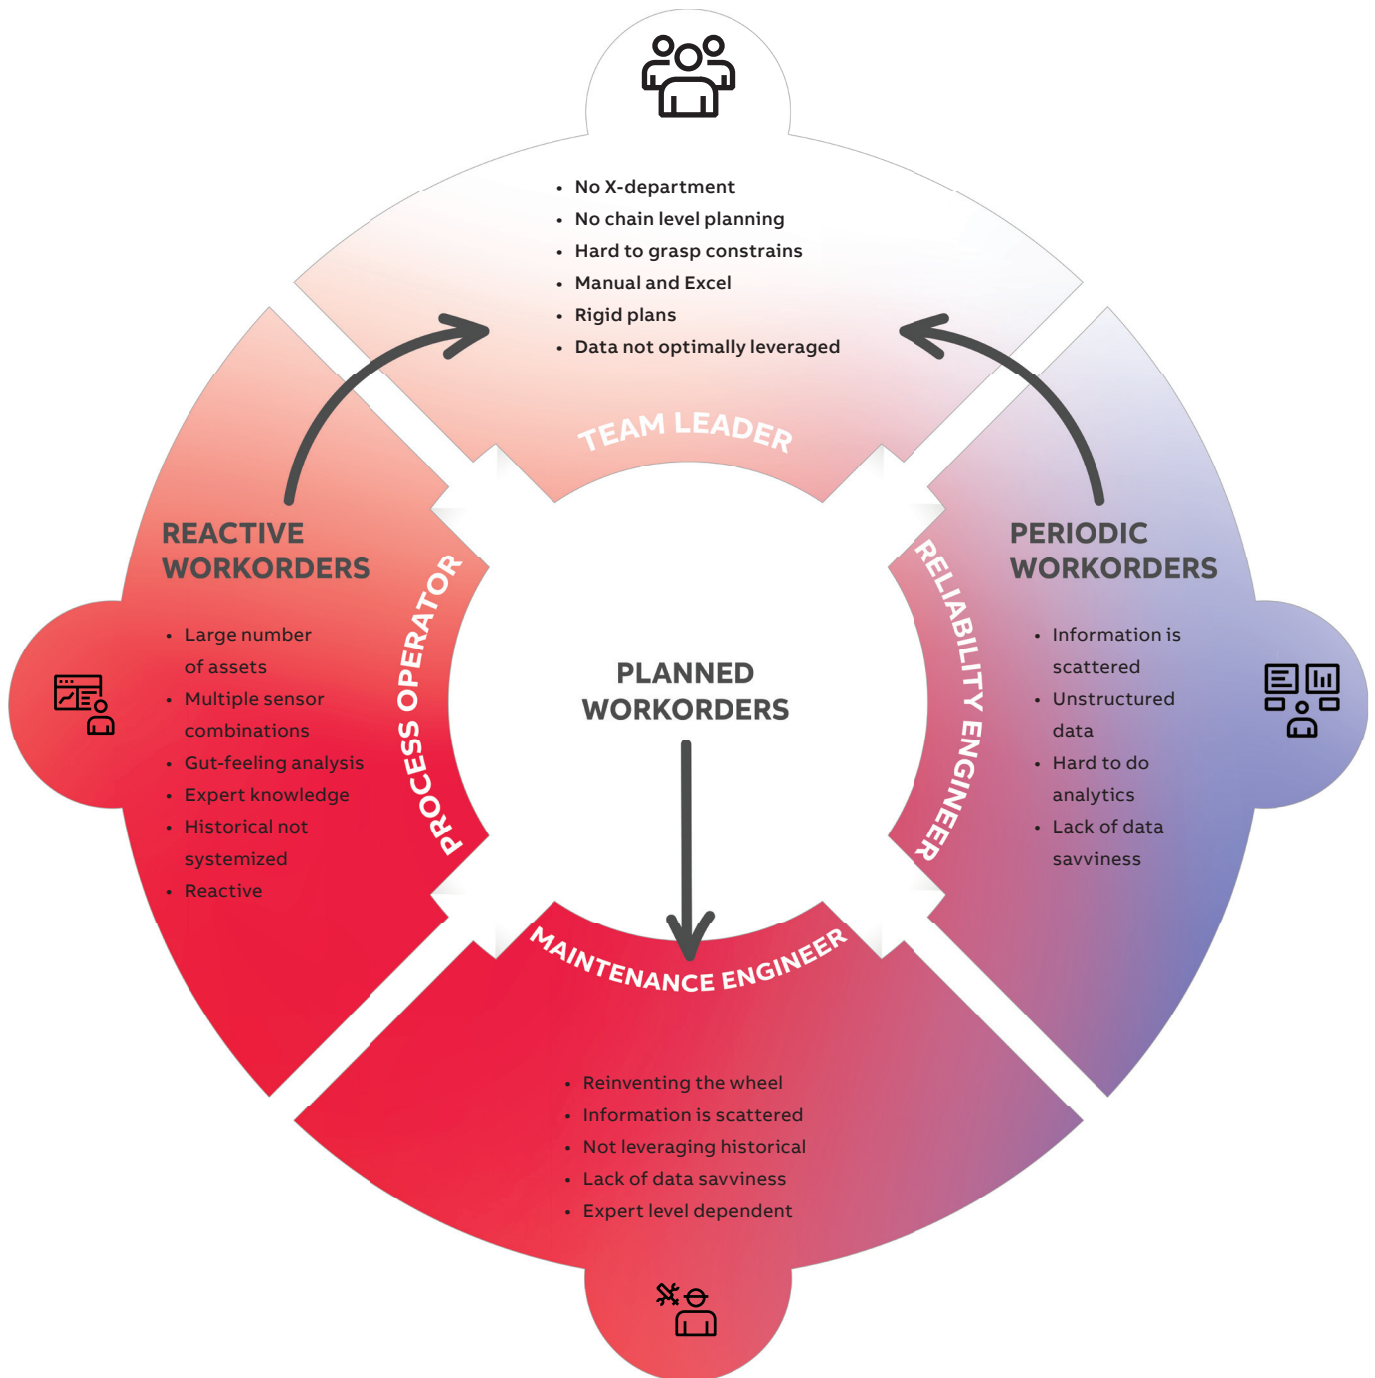 • No X-department
• No chain level planning
• Hard to grasp constrains
• Manual and Excel
• Rigid plans
• Data not optimally leveraged
TEAM LEADER
REACTIVE
WORKORDERS
• Large number
of assets
• Multiple sensor
combinations
• Gut-feeling analysis
• Expert knowledge
• Historical not
systemized
• Reactive
PROCESS OPERATOR
PLANNED
WORKORDERS
RELIABILITY ENGINEER
PERIODIC
WORKORDERS
• Information is
scattered
• Unstructured
data
• Hard to do
analytics
• Lack of data
savviness
MAINTENANCE ENGINEER
• Reinventing the wheel
• Information is scattered
• Not leveraging historical
• Lack of data savviness
• Expert level dependent